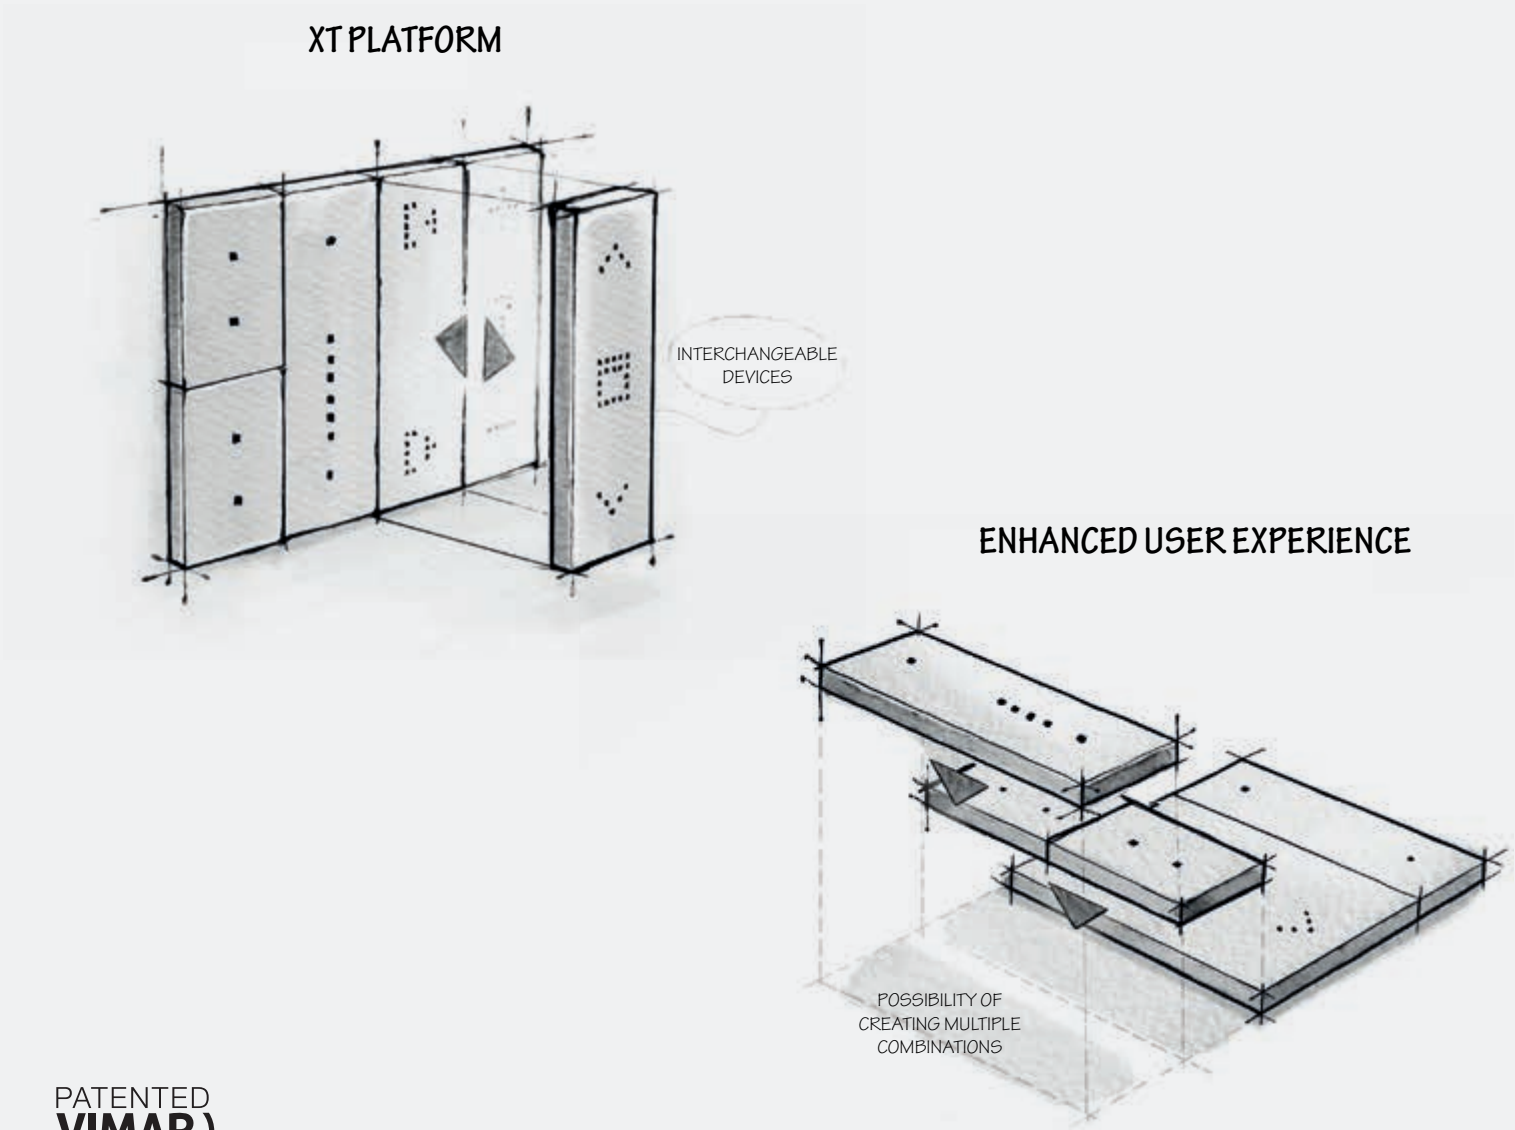 XT PLATFORM
INTERCHANGEABLE
DEVICES
ENHANCED USER EXPERIENCE
POSSIBILITY OF
CREATING MULTIPLE
COMBINATIONS
PATENTED
VIMAR